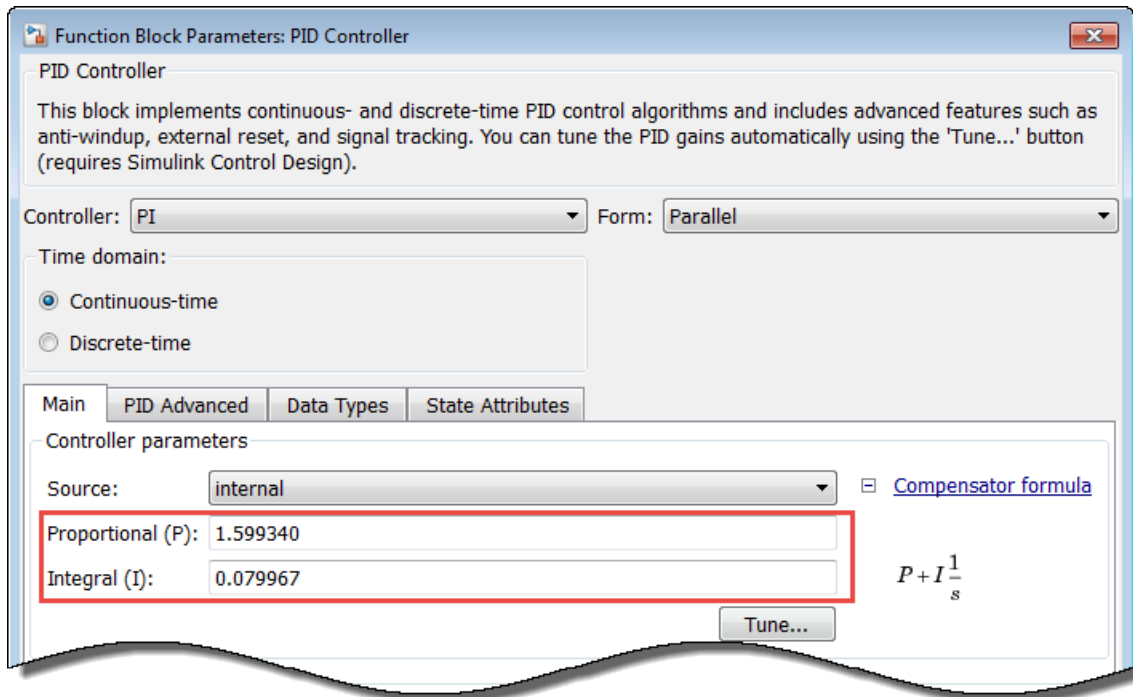 Function Block Parameters: PID Controller
PID Controller
This block implements continuous- and discrete-time PID control algorithms and includes advanced features such as
anti-windup, external reset, and signal tracking. You can tune the PID gains automatically using the 'Tune...' button
(requires Simulink Control Design).
Controller: PI Form: Parallel
Time domain:
Continuous-time
Discrete-time
Main PID Advanced Data Types State Attributes
Controller parameters
Source: internal Compensator formula
Proportional (P): 1.599340
Integral (I): 0.079967
P+I 1/s
Tune...